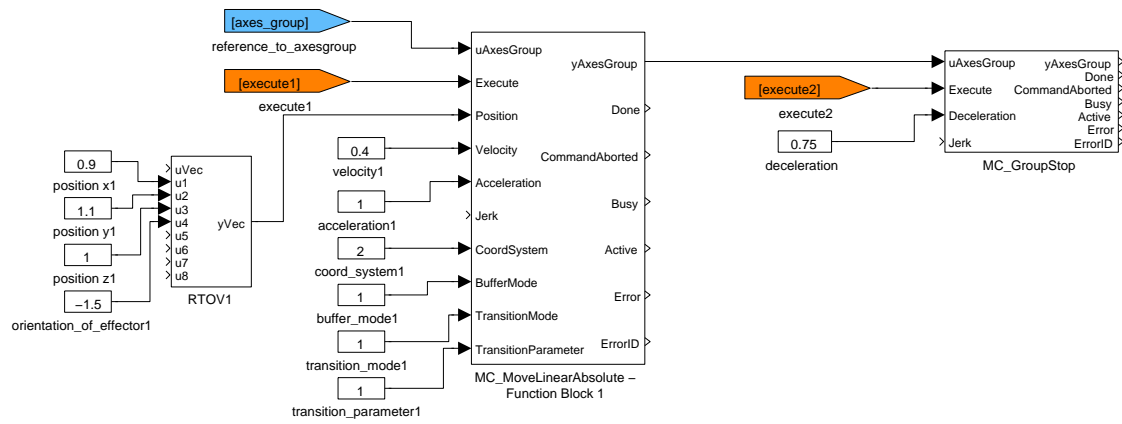 [axes_group]
reference_to_axesgroup
[execute1]
execute1
0.9
position x1
1.1
position y1
1
position z1
−1.5
orientation_of_effector1
uVec
u1
u2
u3
u4
u5
u6
u7
u8
yVec
RTOV1
0.4
velocity1
1
acceleration1
2
coord_system1
1
buffer_mode1
1
transition_mode1
1
transition_parameter1
uAxesGroup
Execute
Position
Velocity
Acceleration
Jerk
CoordSystem
BufferMode
TransitionMode
TransitionParameter
yAxesGroup
Done
CommandAborted
Busy
Active
Error
ErrorID
MC_MoveLinearAbsolute −
Function Block 1
[execute2]
execute2
0.75
deceleration
uAxesGroup
Execute
Deceleration
Jerk
yAxesGroup
Done
CommandAborted
Busy
Active
Error
ErrorID
MC_GroupStop